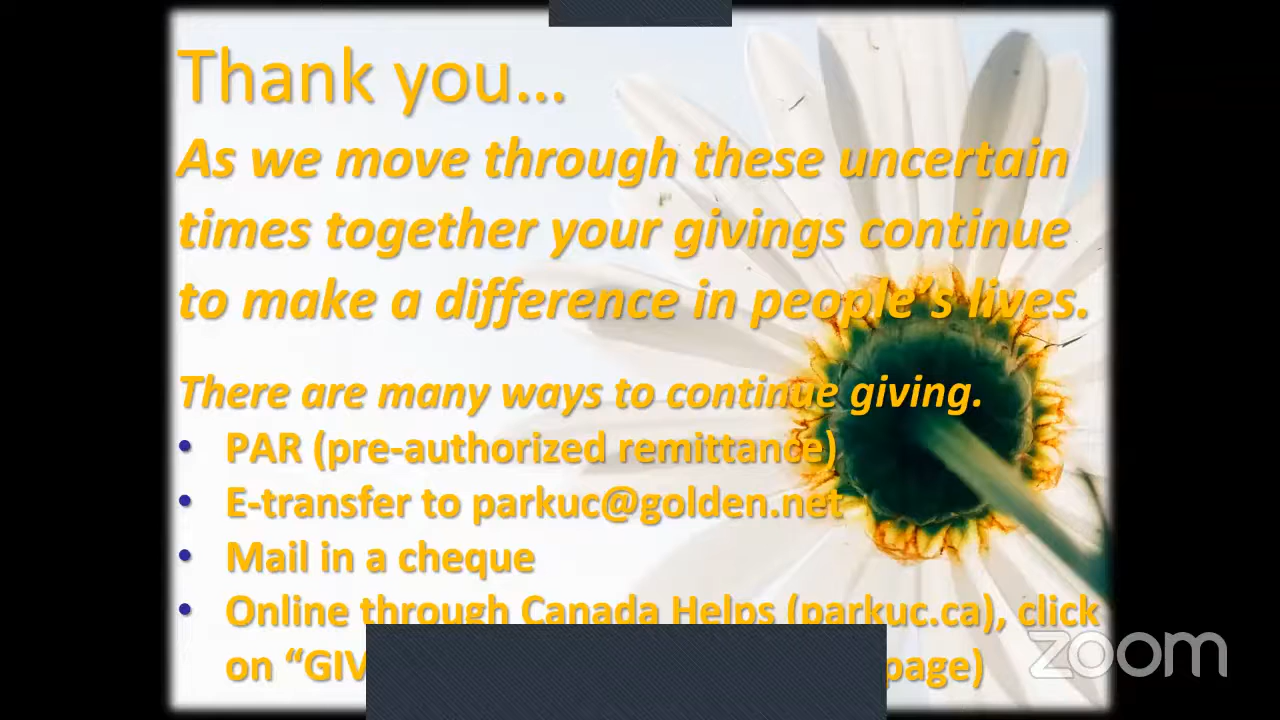 Thank you...
As we move through these uncertain
times together your givings continue
to make a difference in people's lives.
There are many ways to continue giving.
• PAR (pre-authorized remittance)
• E-transfer to parkuc@golden.net
• Mail in a cheque
• Online through Canada Helps (parkuc.ca), click
on “GIV page)
zoom